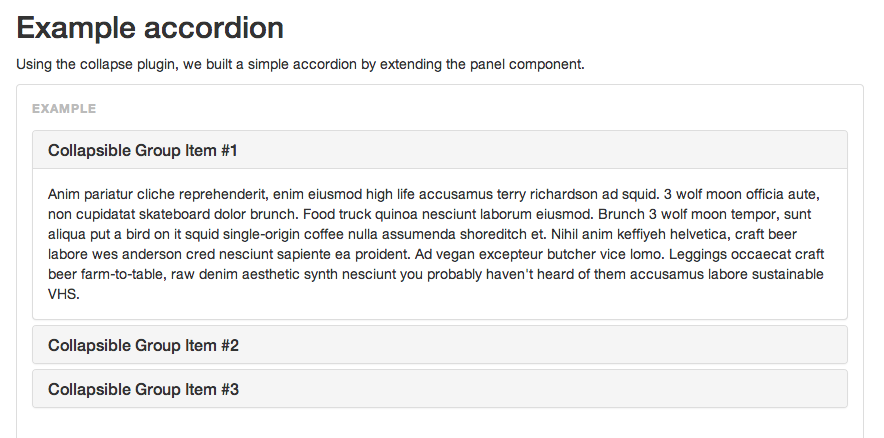 Example accordion
Using the collapse plugin, we built a simple accordion by extending the panel component.
EXAMPLE
Collapsible Group Item #1
Anim pariatur cliche reprehenderit, enim eiusmod high life accusamus terry richardson ad squid. 3 wolf moon officia aute,
non cupidatat skateboard dolor brunch. Food truck quinoa nesciunt laborum eiusmod. Brunch 3 wolf moon tempor, sunt
aliqua put a bird on it squid single-origin coffee nulla assumenda shoreditch et. Nihil anim keffiyeh helvetica, craft beer
labore wes anderson cred nesciunt sapiente ea proident. Ad vegan excepteur butcher vice lomo. Leggings occaecat craft
beer farm-to-table, raw denim aesthetic synth nesciunt you probably haven't heard of them accusamus labore sustainable
VHS.
Collapsible Group Item #2
Collapsible Group Item #3